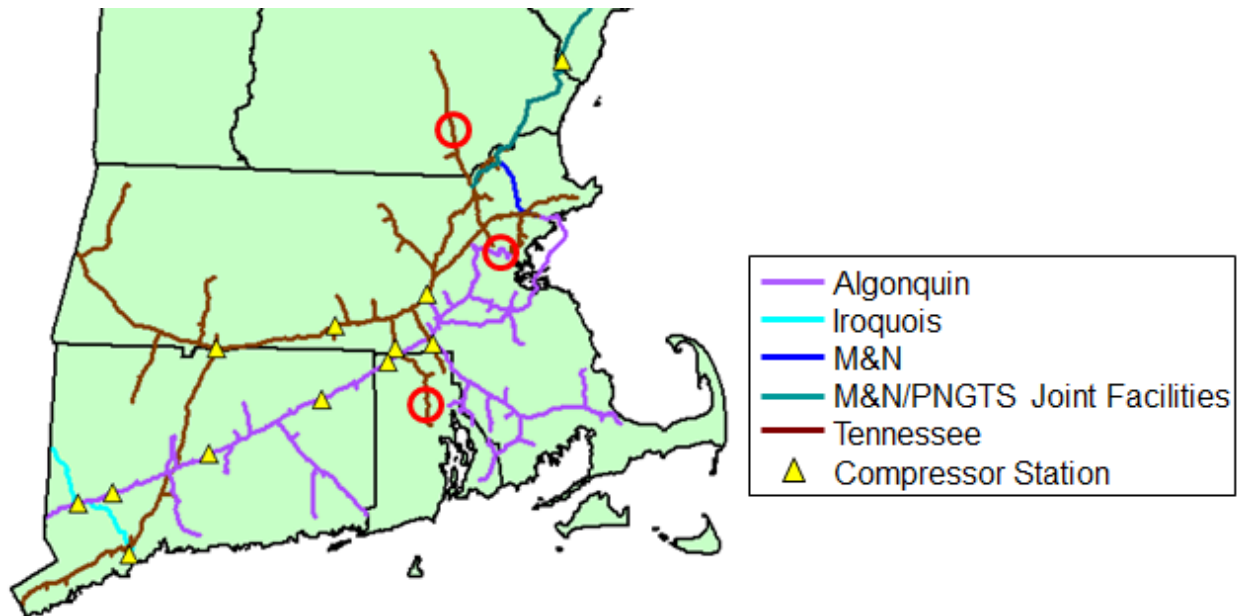 Algonquin
Iroquois
M&N
M&N/PNGTS Joint Facilities
Tennessee
Compressor Station